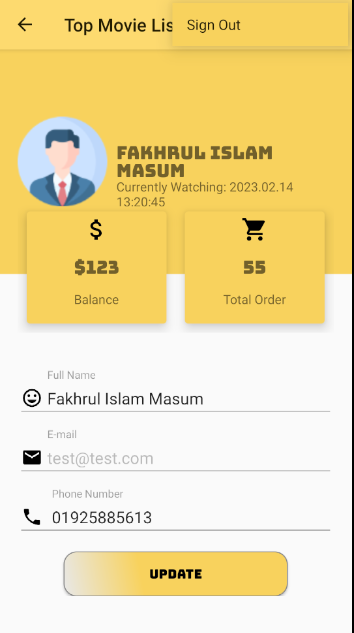 Top Movie Lis
Sign Out
FAKHRUL ISLAM
MASUM
Currently Watching: 2023.02.14
13:20:45
$
$123
Balance
55
Total Order
Full Name
Fakhrul Islam Masum
E-mail
test@test.com
Phone Number
01925885613
UPDATE